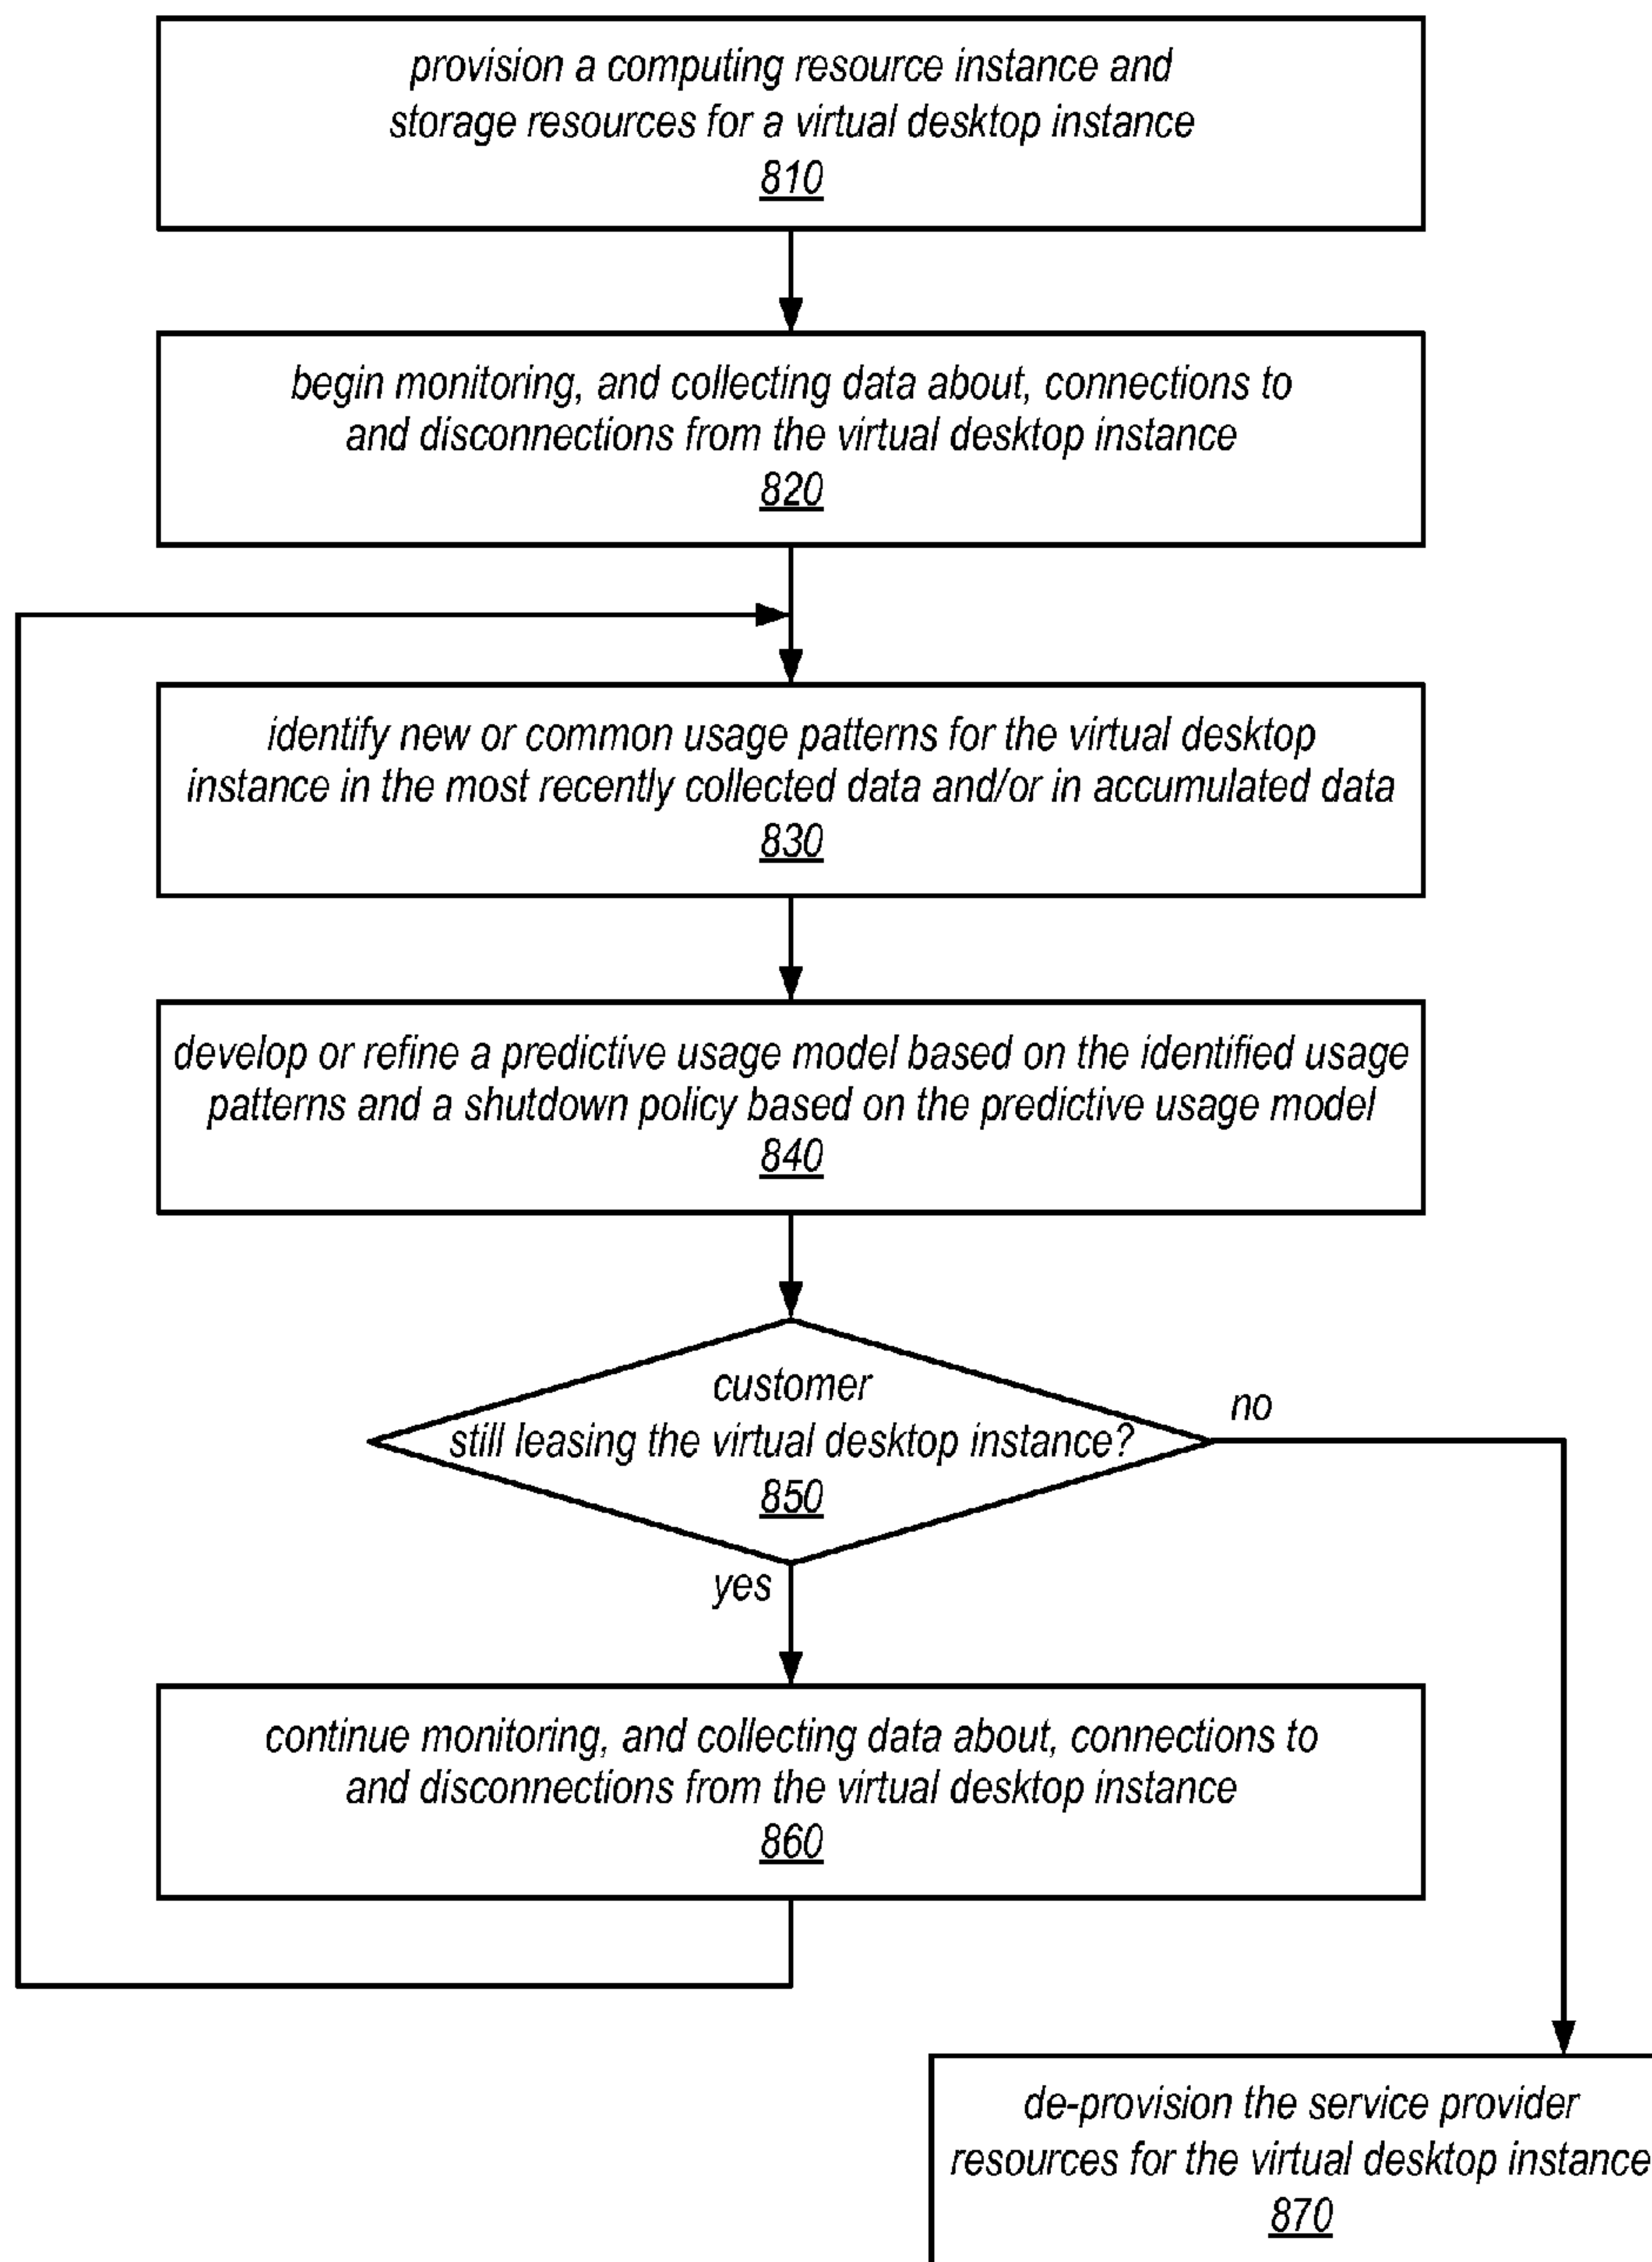 provision a computing resource instance and
storage resources for a virtual desktop instance
810
begin monitoring, and collecting data about, connections to
and disconnections from the virtual desktop instance
820
identify new or common usage patterns for the virtual desktop
instance in the most recently collected data and/or in accumulated data
830
develop or refine a predictive usage model based on the identified usage
patterns and a shutdown policy based on the predictive usage model
840
customer
still leasing the virtual desktop instance?
850
no
yes
continue monitoring, and collecting data about, connections to
and disconnections from the virtual desktop instance
860
de-provision the service provider
resources for the virtual desktop instance
870